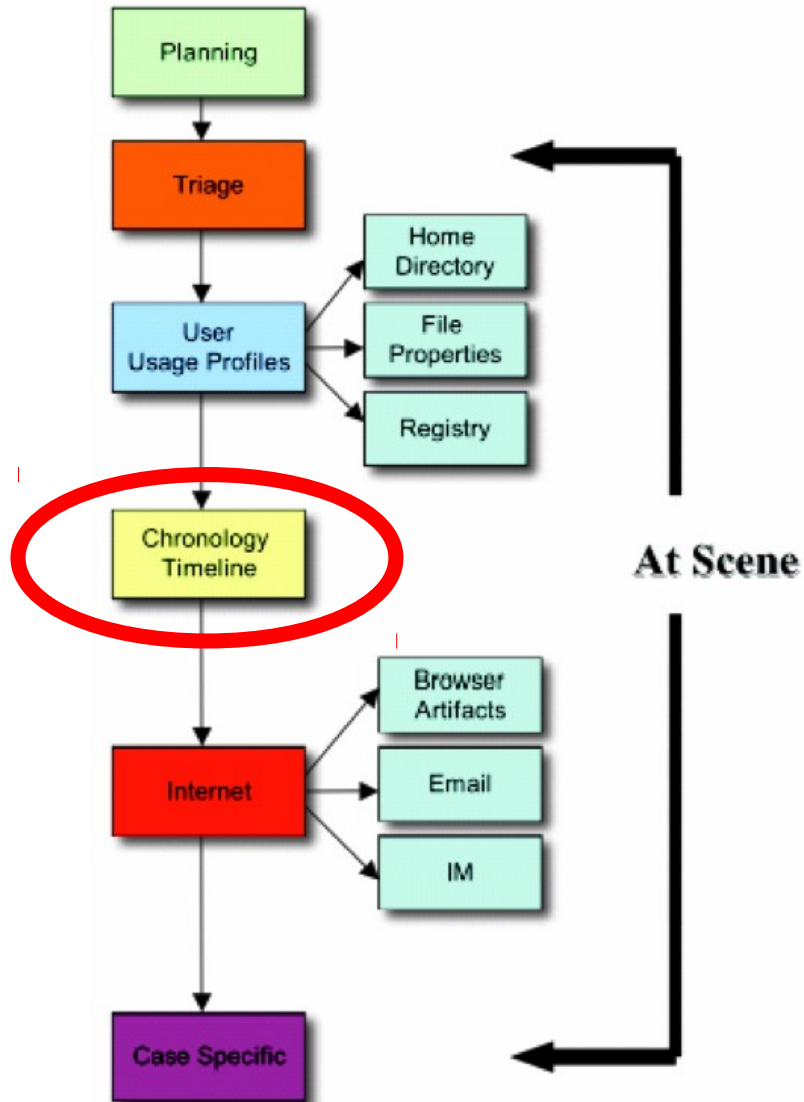 Planning
Triage
Home
Directory
User
Usage Profiles
File
Properties
Registry
Chronology
Timeline
At Scene
Browser
Artifacts
Internet
Email
IM
Case Specific